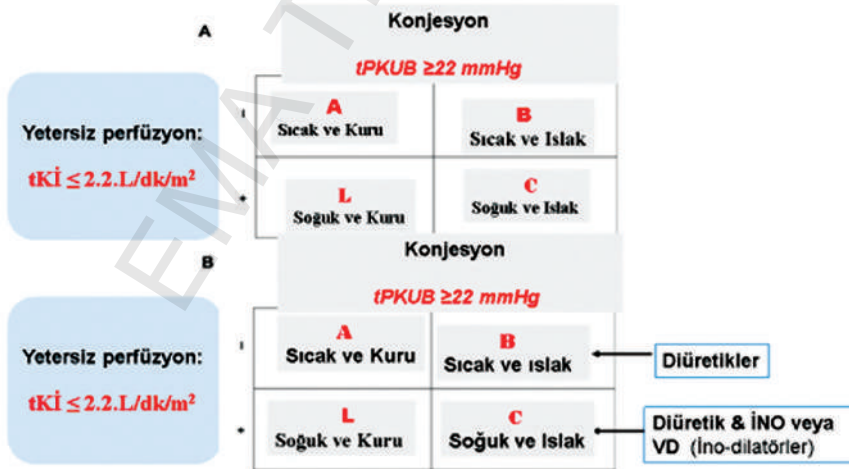 A
Konjesyon
tPKUB ≥22 mmHg
Yetersiz perfüzyon:
tKİ ≤ 2.2.L/dk/m²
A
Sıcak ve Kuru
B
Sıcak ve Islak
+
L
Soğuk ve Kuru
C
Soğuk ve Islak
B
Konjesyon
tPKUB ≥22 mmHg
Yetersiz perfüzyon:
tKİ ≤ 2.2.L/dk/m²
A
Sıcak ve Kuru
B
Sıcak ve ıslak
Diüretikler
+
L
Soğuk ve Kuru
C
Soğuk ve Islak
Diüretik & İNO veya
VD (İno-dilatörler)
EMA